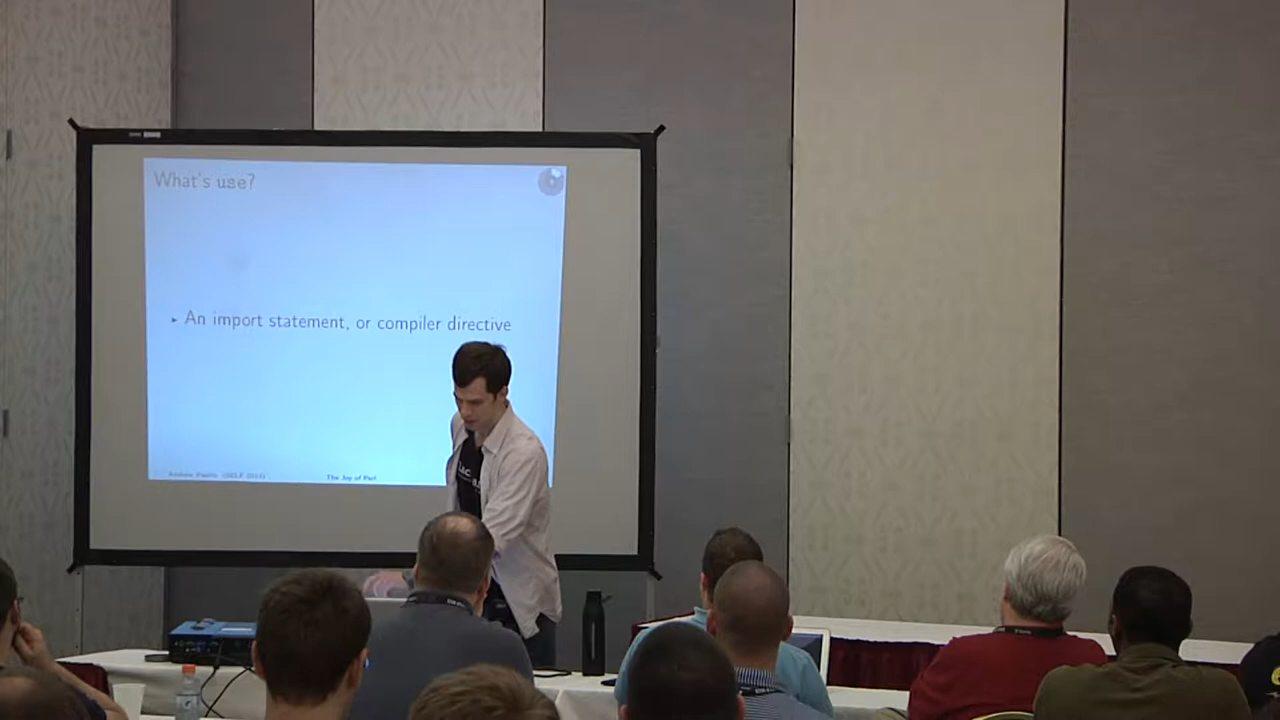 What's use?
▸ An import statement, or compiler directive
The Joy of Perl